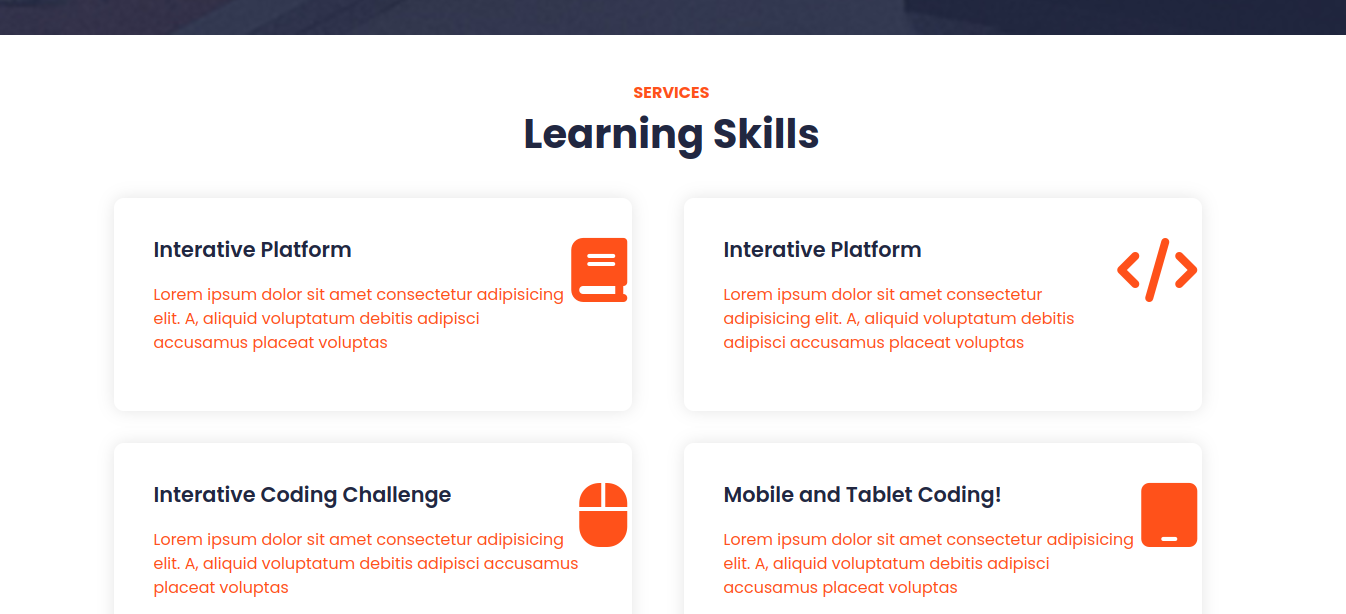 SERVICES
Learning Skills
Interative Platform
Lorem ipsum dolor sit amet consectetur adipisicing
elit. A, aliquid voluptatum debitis adipisci
accusamus placeat voluptas
Interative Platform
Lorem ipsum dolor sit amet consectetur
adipisicing elit. A, aliquid voluptatum debitis
adipisci accusamus placeat voluptas
Interative Coding Challenge
Lorem ipsum dolor sit amet consectetur adipisicing
elit. A, aliquid voluptatum debitis adipisci accusamus
placeat voluptas
Mobile and Tablet Coding!
Lorem ipsum dolor sit amet consectetur adipisicing
elit. A, aliquid voluptatum debitis adipisci
accusamus placeat voluptas